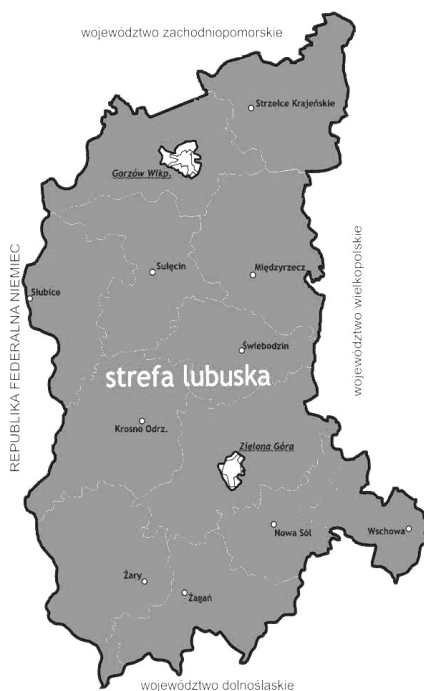 województwo zachodniopomorskie
Strzelce Krajeńskie
Gorzów Wlkp.
REPUBLIKA FEDERALNA NIEMIEC
województwo wielkopolskie
Sulęcin
Międzyrzecz
Słubice
Świebodzin
strefa lubuska
Krosno Odrz.
Zielona Góra
Nowa Sól
Wschowa
Żary
Żagań
województwo dolnośląskie